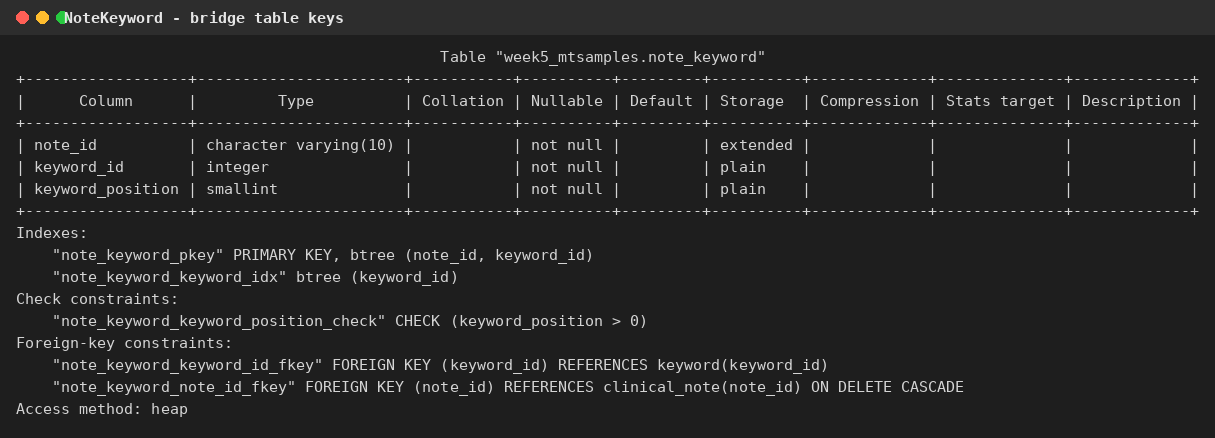 NoteKeyword - bridge table keys
Table "week5_mtsamples.note_keyword"
+------------------+-----------------------+-----------+----------+---------+----------+-------------+--------------+-------------+
|      Column      |         Type          | Collation | Nullable | Default | Storage  | Compression | Stats target | Description |
+------------------+-----------------------+-----------+----------+---------+----------+-------------+--------------+-------------+
| note_id          | character varying(10) |           | not null |         | extended |             |              |             |
| keyword_id       | integer               |           | not null |         | plain    |             |              |             |
| keyword_position | smallint              |           | not null |         | plain    |             |              |             |
+------------------+-----------------------+-----------+----------+---------+----------+-------------+--------------+-------------+
Indexes:
    "note_keyword_pkey" PRIMARY KEY, btree (note_id, keyword_id)
    "note_keyword_keyword_idx" btree (keyword_id)
Check constraints:
    "note_keyword_keyword_position_check" CHECK (keyword_position > 0)
Foreign-key constraints:
    "note_keyword_keyword_id_fkey" FOREIGN KEY (keyword_id) REFERENCES keyword(keyword_id)
    "note_keyword_note_id_fkey" FOREIGN KEY (note_id) REFERENCES clinical_note(note_id) ON DELETE CASCADE
Access method: heap